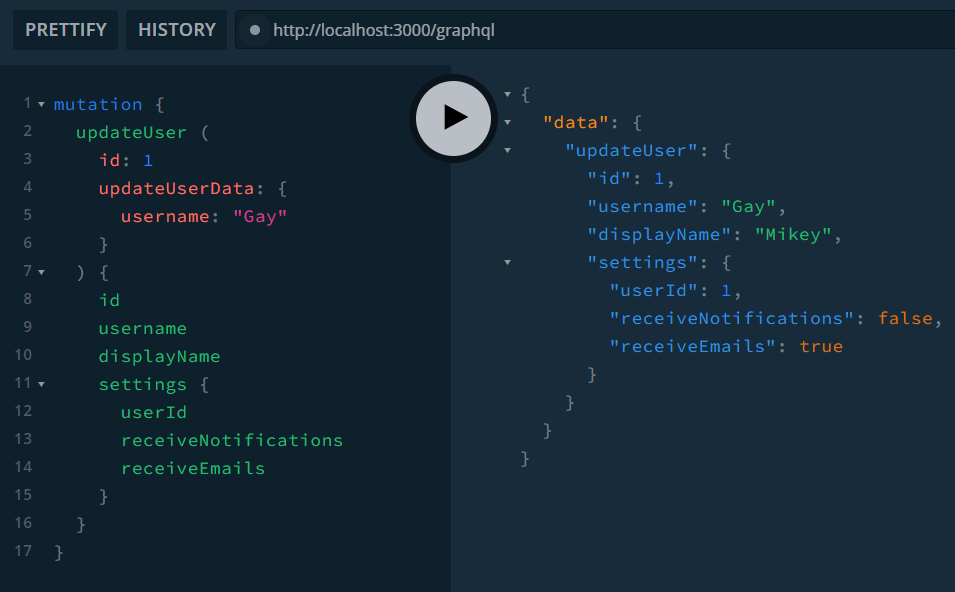 PRETTIFY HISTORY http://localhost:3000/graphql
1 mutation {
2 updateUser (
3 id: 1
4 updateUserData: {
5 username: "Gay"
6 }
7 ) {
8 id
9 username
10 displayName
11 settings {
12 userId
13 receiveNotifications
14 receiveEmails
15 }
16 }
17 }
{
"data": {
"updateUser": {
"id": 1,
"username": "Gay",
"displayName": "Mikey",
"settings": {
"userId": 1,
"receiveNotifications": false,
"receiveEmails": true
}
}
}
}